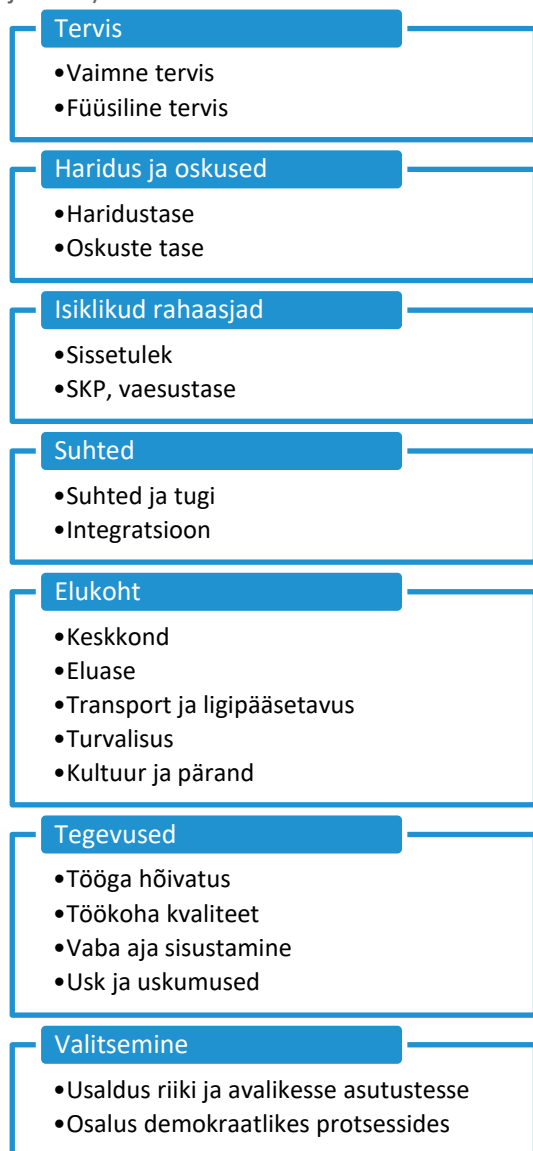 Tervis
•Vaimne tervis
•Füüsiline tervis
Haridus ja oskused
•Haridustase
•Oskuste tase
Isiklikud rahaasjad
•Sissetulek
•SKP, vaesustase
Suhted
•Suhted ja tugi
•Integratsioon
Elukoht
•Keskkond
•Eluase
•Transport ja ligipääsetavus
•Turvalisus
•Kultuur ja pärand
Tegevused
•Tööga hõivatus
•Töökoha kvaliteet
•Vaba aja sisustamine
•Usk ja uskumused
Valitsemine
•Usaldus riiki ja avalikesse asutustesse
•Osalus demokraatlikes protsessides